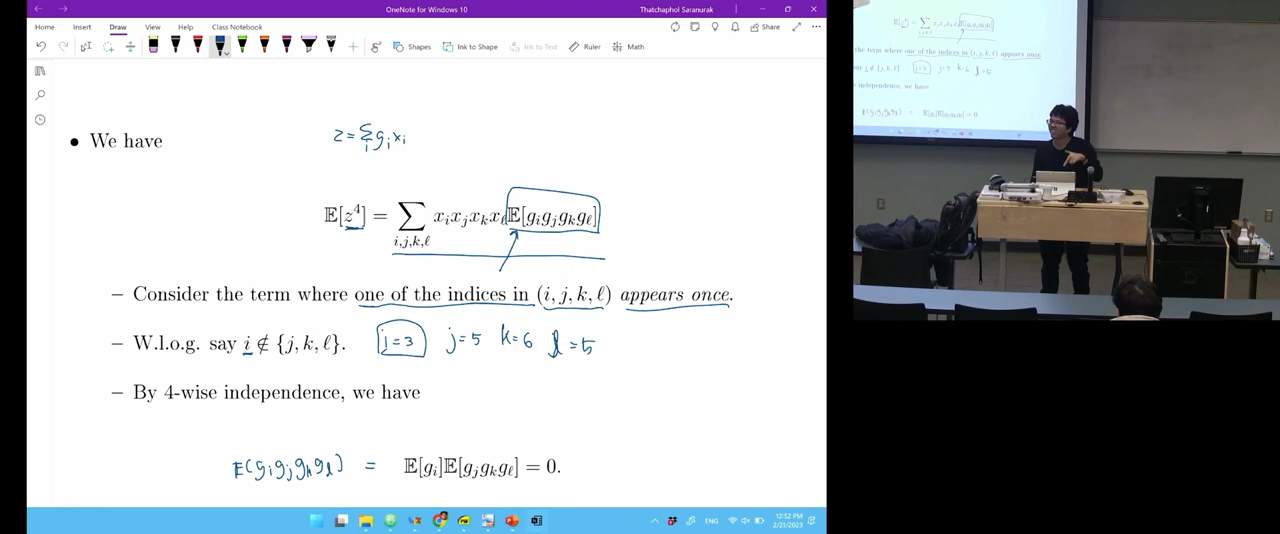 OneNote for Windows 10
Thatchaphol Saranurak
Home Insert Draw View Help Class Notebook
Share
Shapes Ink to Shape Ink to Text Ruler Math
• We have
z = Σ_i g_i x_i
𝔼[z⁴] = ∑_{i,j,k,ℓ} x_i x_j x_k x_ℓ 𝔼[g_i g_j g_k g_ℓ]
– Consider the term where one of the indices in (i, j, k, ℓ) appears once.
– W.l.o.g. say i ∉ {j, k, ℓ}. i=3 j=5 k=6 l=5
– By 4-wise independence, we have
𝔼(g_i g_j g_k g_l) = 𝔼[g_i]𝔼[g_j g_k g_ℓ] = 0.
ENG
12:52 PM
2/21/2023